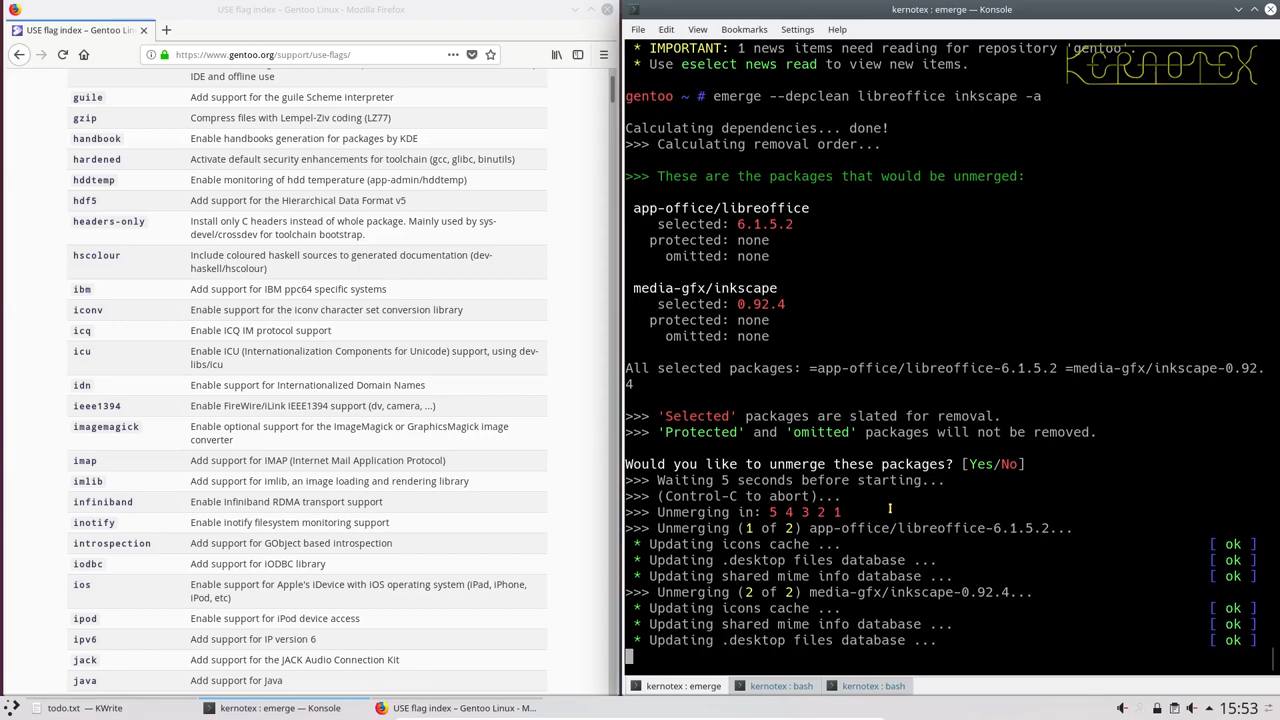 USE flag index – Gentoo Linux - Mozilla Firefox
USE flag index – Gentoo Lin
https://www.gentoo.org/support/use-flags/
IDE and offline use
guile Add support for the guile Scheme interpreter
gzip Compress files with Lempel-Ziv coding (LZ77)
handbook Enable handbooks generation for packages by KDE
hardened Activate default security enhancements for toolchain (gcc, glibc, binutils)
hddtemp Enable monitoring of hdd temperature (app-admin/hddtemp)
hdf5 Add support for the Hierarchical Data Format v5
headers-only Install only C headers instead of whole package. Mainly used by sys-
devel/crossdev for toolchain bootstrap.
hscolour Include coloured haskell sources to generated documentation (dev-
haskell/hscolour)
ibm Add support for IBM ppc64 specific systems
iconv Enable support for the iconv character set conversion library
icq Enable ICQ IM protocol support
icu Enable ICU (Internationalization Components for Unicode) support, using dev-
libs/icu
idn Enable support for Internationalized Domain Names
ieee1394 Enable FireWire/iLink IEEE1394 support (dv, camera, ...)
imagemagick Enable optional support for the ImageMagick or GraphicsMagick image
converter
imap Add support for IMAP (Internet Mail Application Protocol)
imlib Add support for imlib, an image loading and rendering library
infiniband Enable Infiniband RDMA transport support
inotify Enable inotify filesystem monitoring support
introspection Add support for GObject based introspection
iodbc Add support for iODBC library
ios Enable support for Apple's iDevice with iOS operating system (iPad, iPhone,
iPod, etc)
ipod Enable support for iPod device access
ipv6 Add support for IP version 6
jack Add support for the JACK Audio Connection Kit
java Add support for Java
kernotex : emerge — Konsole
File Edit View Bookmarks Settings Help
* IMPORTANT: 1 news items need reading for repository 'gentoo'.
* Use eselect news read to view new items.
KERNOTEX
gentoo ~ # emerge --depclean libreoffice inkscape -a
Calculating dependencies... done!
>>> Calculating removal order...
>>> These are the packages that would be unmerged:
app-office/libreoffice
selected: 6.1.5.2
protected: none
omitted: none
media-gfx/inkscape
selected: 0.92.4
protected: none
omitted: none
All selected packages: =app-office/libreoffice-6.1.5.2 =media-gfx/inkscape-0.92.
4
>>> 'Selected' packages are slated for removal.
>>> 'Protected' and 'omitted' packages will not be removed.
Would you like to unmerge these packages? [Yes/No]
>>> Waiting 5 seconds before starting...
>>> (Control-C to abort)...
>>> Unmerging in: 5 4 3 2 1
>>> Unmerging (1 of 2) app-office/libreoffice-6.1.5.2...
* Updating icons cache ... [ ok ]
* Updating .desktop files database ... [ ok ]
* Updating shared mime info database ... [ ok ]
>>> Unmerging (2 of 2) media-gfx/inkscape-0.92.4...
* Updating icons cache ... [ ok ]
* Updating shared mime info database ... [ ok ]
* Updating .desktop files database ... [ ok ]
kernotex : emerge kernotex : bash kernotex : bash
todo.txt — KWrite kernotex : emerge — Konsole USE flag index – Gentoo Linux - M... 15:53